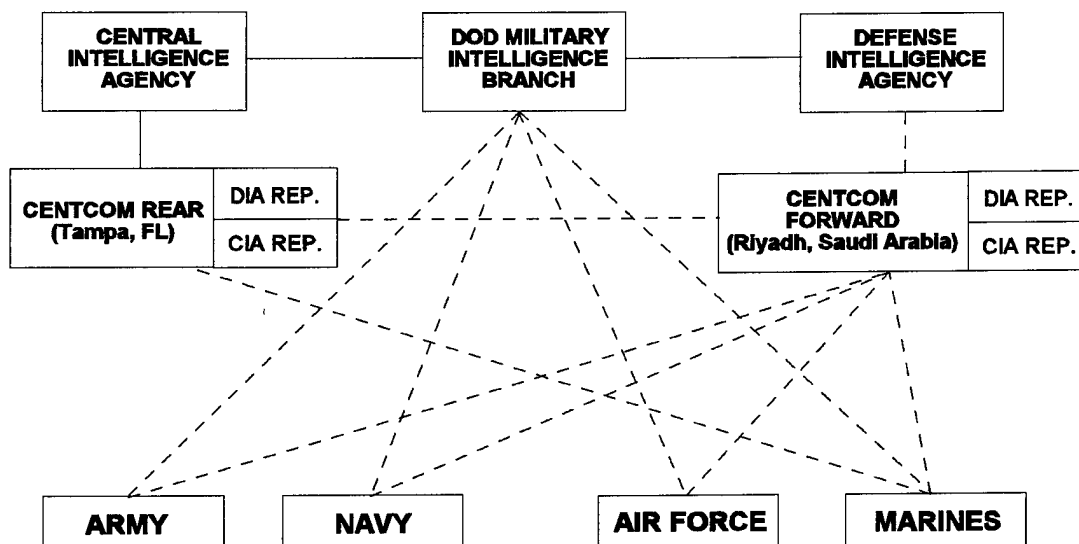 CENTRAL
INTELLIGENCE
AGENCY
DOD MILITARY
INTELLIGENCE
BRANCH
DEFENSE
INTELLIGENCE
AGENCY
CENTCOM REAR
(Tampa, FL)
DIA REP.
CIA REP.
CENTCOM
FORWARD
(Riyadh, Saudi Arabia)
DIA REP.
CIA REP.
ARMY
NAVY
AIR FORCE
MARINES